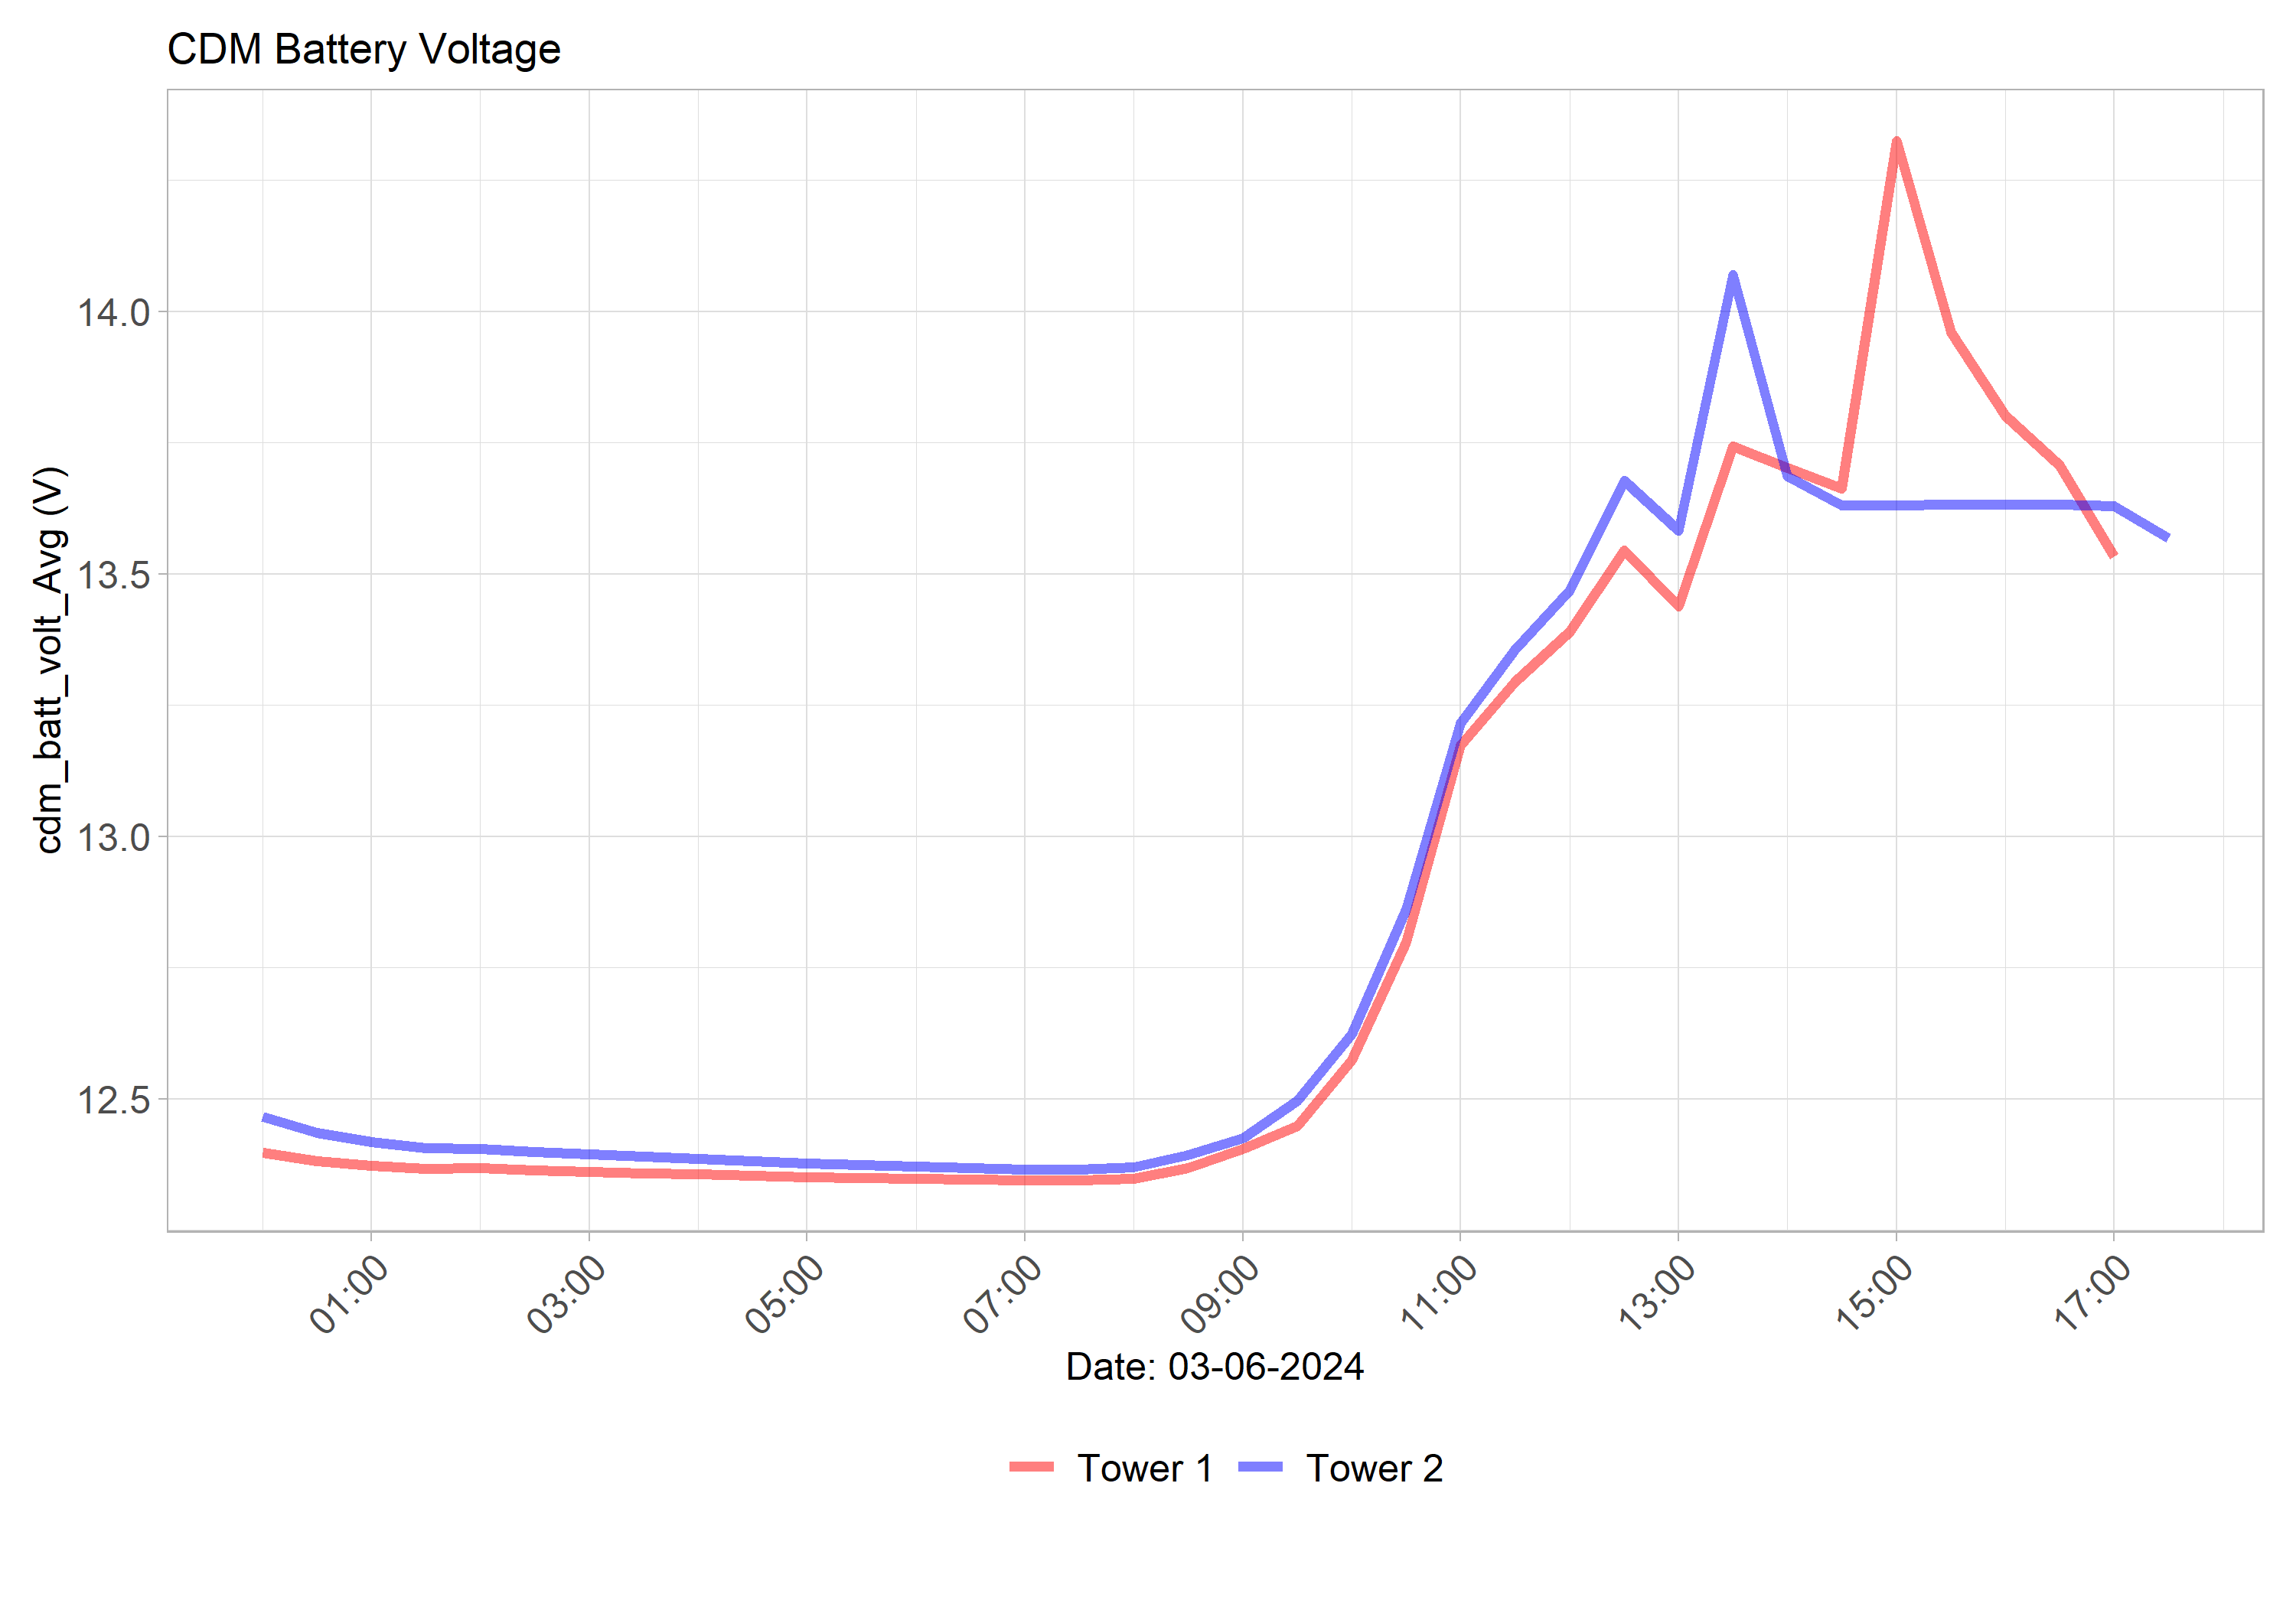 CDM Battery Voltage
cdm_batt_volt_Avg (V)
14.0
13.5
13.0
12.5
01:00 03:00 05:00 07:00 09:00 11:00 13:00 15:00 17:00
Date: 03-06-2024
Tower 1 Tower 2